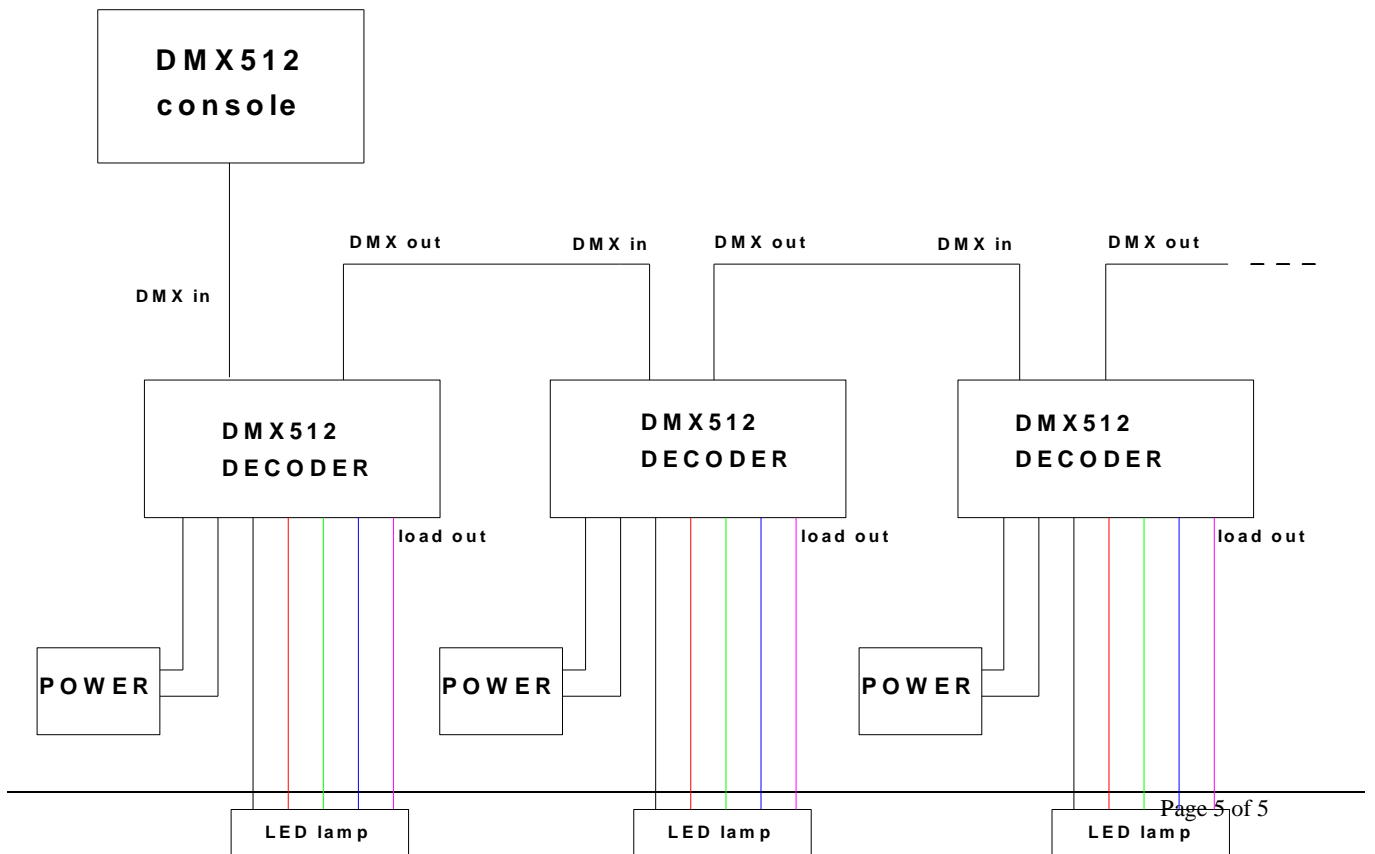 DMX512
console
DMX out
DMX in
DMX out
DMX in
DMX out
DMX in
DMX512
DECODER
DMX512
DECODER
DMX512
DECODER
load out
load out
load out
POWER
POWER
POWER
Page 5 of 5
LED lamp
LED lamp
LED lamp